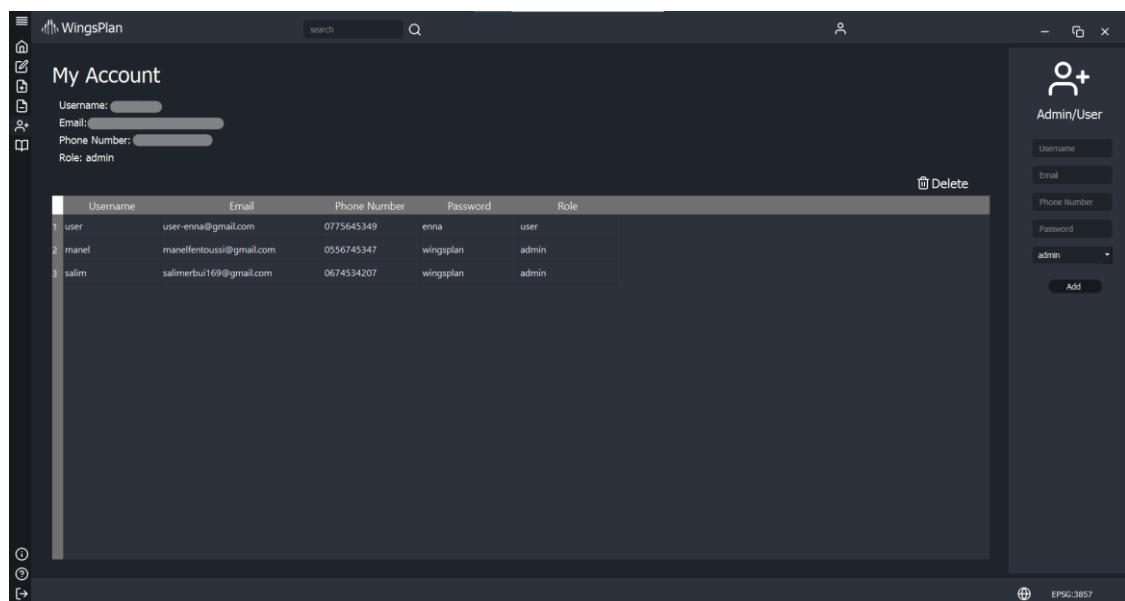 WingsPlan
search
My Account
Username:
Email:
Phone Number:
Role: admin
Delete
Username Email Phone Number Password Role
1 user user-enna@gmail.com 0775645349 enna user
2 manel manelfentoussi@gmail.com 0556745347 wingsplan admin
3 salim salimerbui169@gmail.com 0674534207 wingsplan admin
Admin/User
Username
Email
Phone Number
Password
admin
Add
EPSG:3857